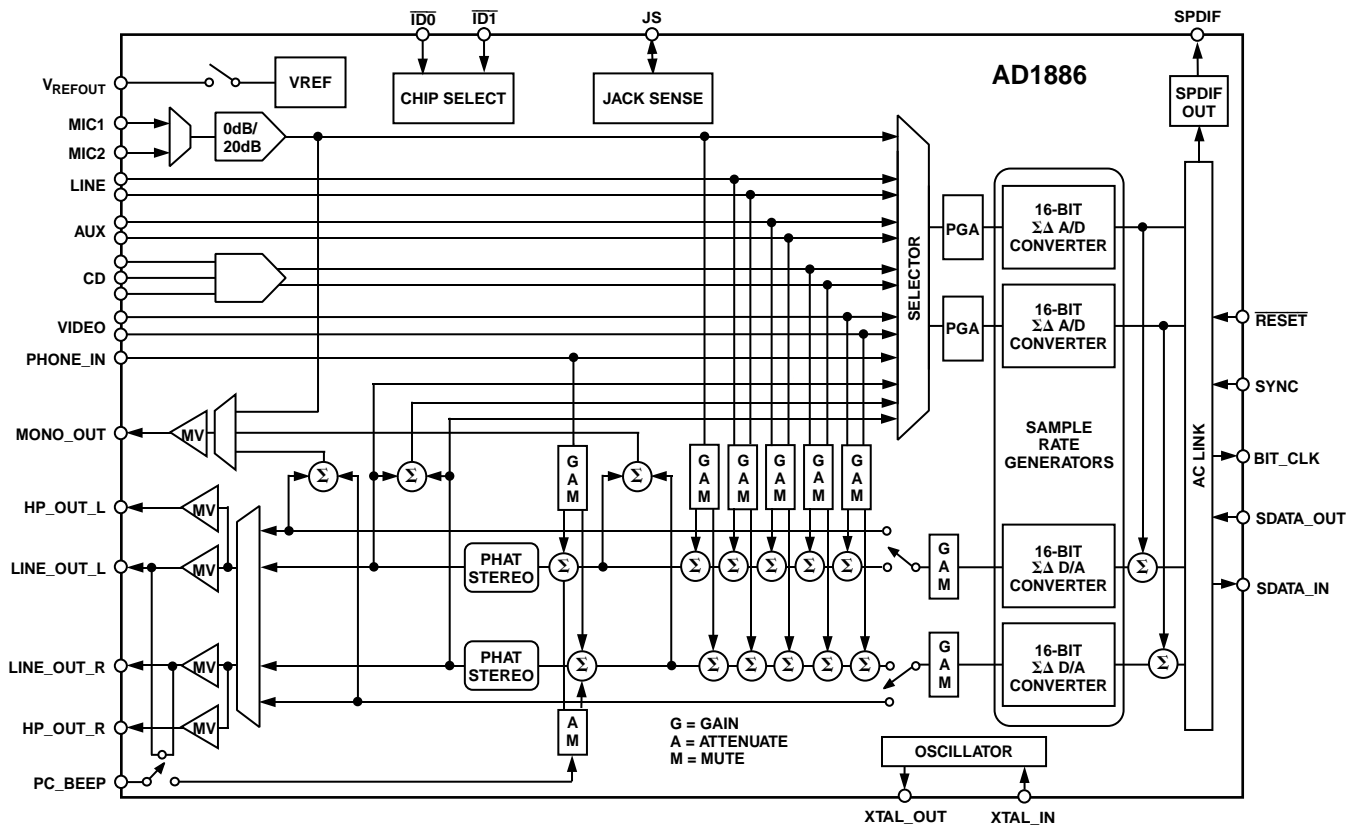 ID0
ID1
JS
SPDIF
AD1886
V_REFOUT
VREF
CHIP SELECT
JACK SENSE
SPDIF
OUT
MIC1
MIC2
0dB/
20dB
LINE
AUX
CD
VIDEO
PHONE_IN
SELECTOR
PGA
PGA
16-BIT
ΣΔ A/D
CONVERTER
16-BIT
ΣΔ A/D
CONVERTER
SAMPLE
RATE
GENERATORS
AC LINK
RESET
SYNC
BIT_CLK
SDATA_OUT
SDATA_IN
MONO_OUT
MV
Σ
Σ
G
A
M
Σ
G
A
M
G
A
M
G
A
M
G
A
M
G
A
M
HP_OUT_L
MV
LINE_OUT_L
MV
PHAT
STEREO
Σ
Σ
Σ
Σ
Σ
Σ
G
A
M
16-BIT
ΣΔ D/A
CONVERTER
Σ
LINE_OUT_R
MV
PHAT
STEREO
Σ
Σ
Σ
Σ
Σ
Σ
G
A
M
16-BIT
ΣΔ D/A
CONVERTER
Σ
HP_OUT_R
MV
A
M
G = GAIN
A = ATTENUATE
M = MUTE
PC_BEEP
OSCILLATOR
XTAL_OUT
XTAL_IN